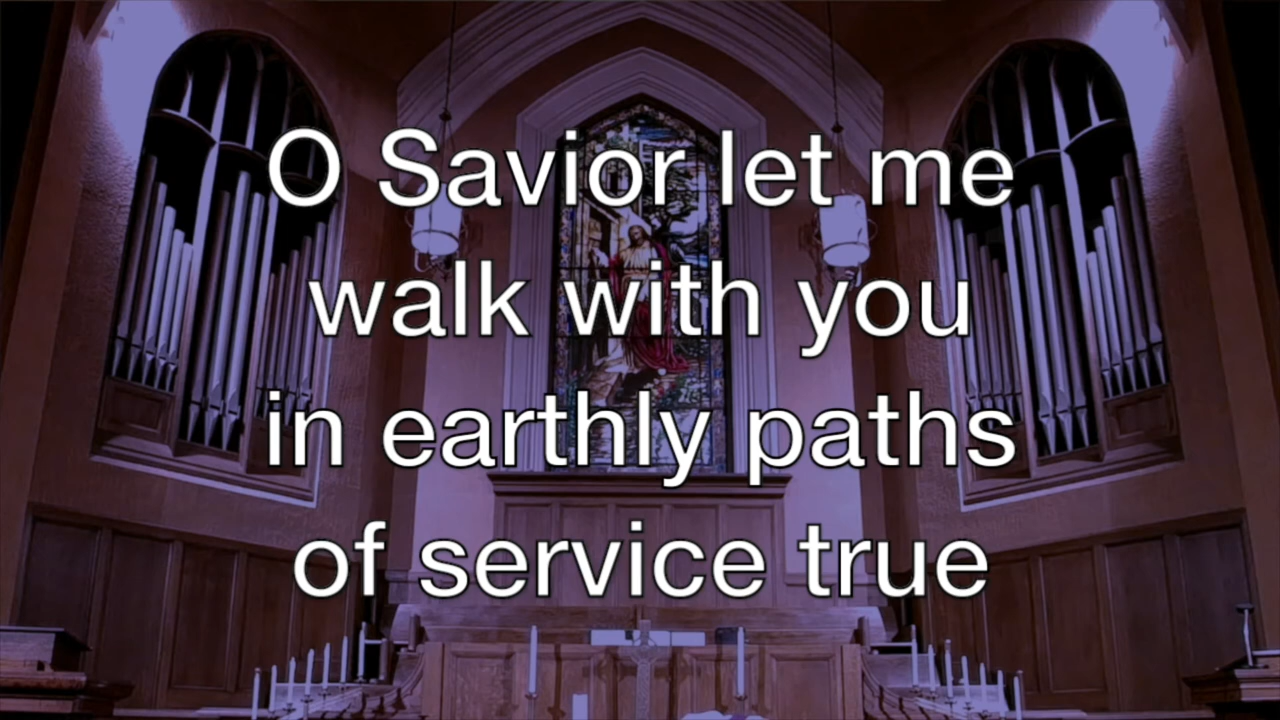 O Savior let me
walk with you
in earthly paths
of service true